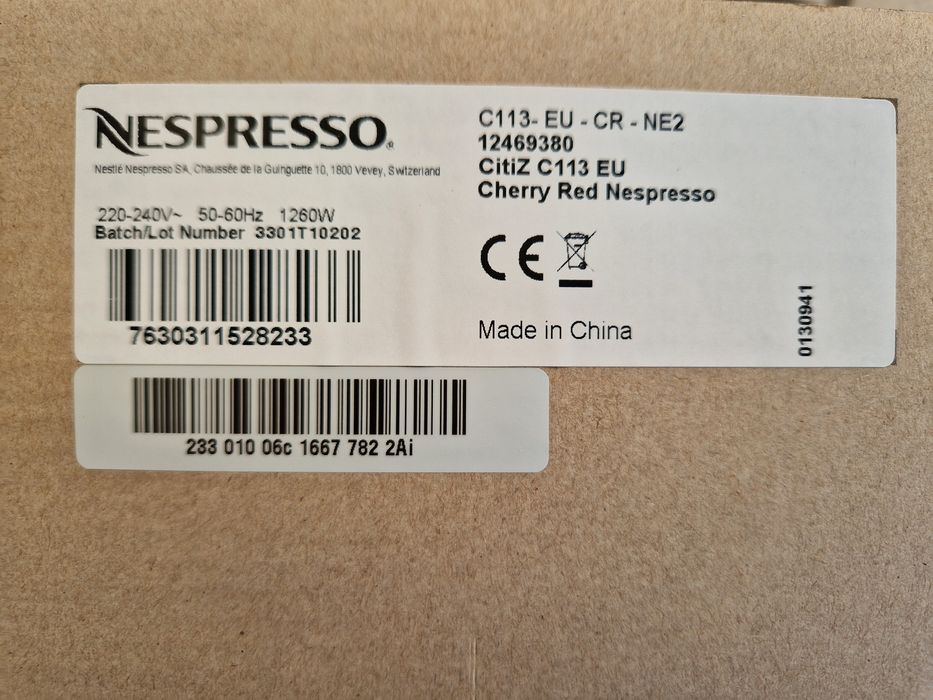 NESPRESSO®
Nestlé Nespresso SA, Chaussée de la Guinguette 10, 1800 Vevey, Switzerland
220-240V~ 50-60Hz 1260W
Batch/Lot Number 3301T10202
7630311528233
C113- EU - CR - NE2
12469380
CitiZ C113 EU
Cherry Red Nespresso
CE
Made in China
0130941
233 010 06c 1667 782 2Ai